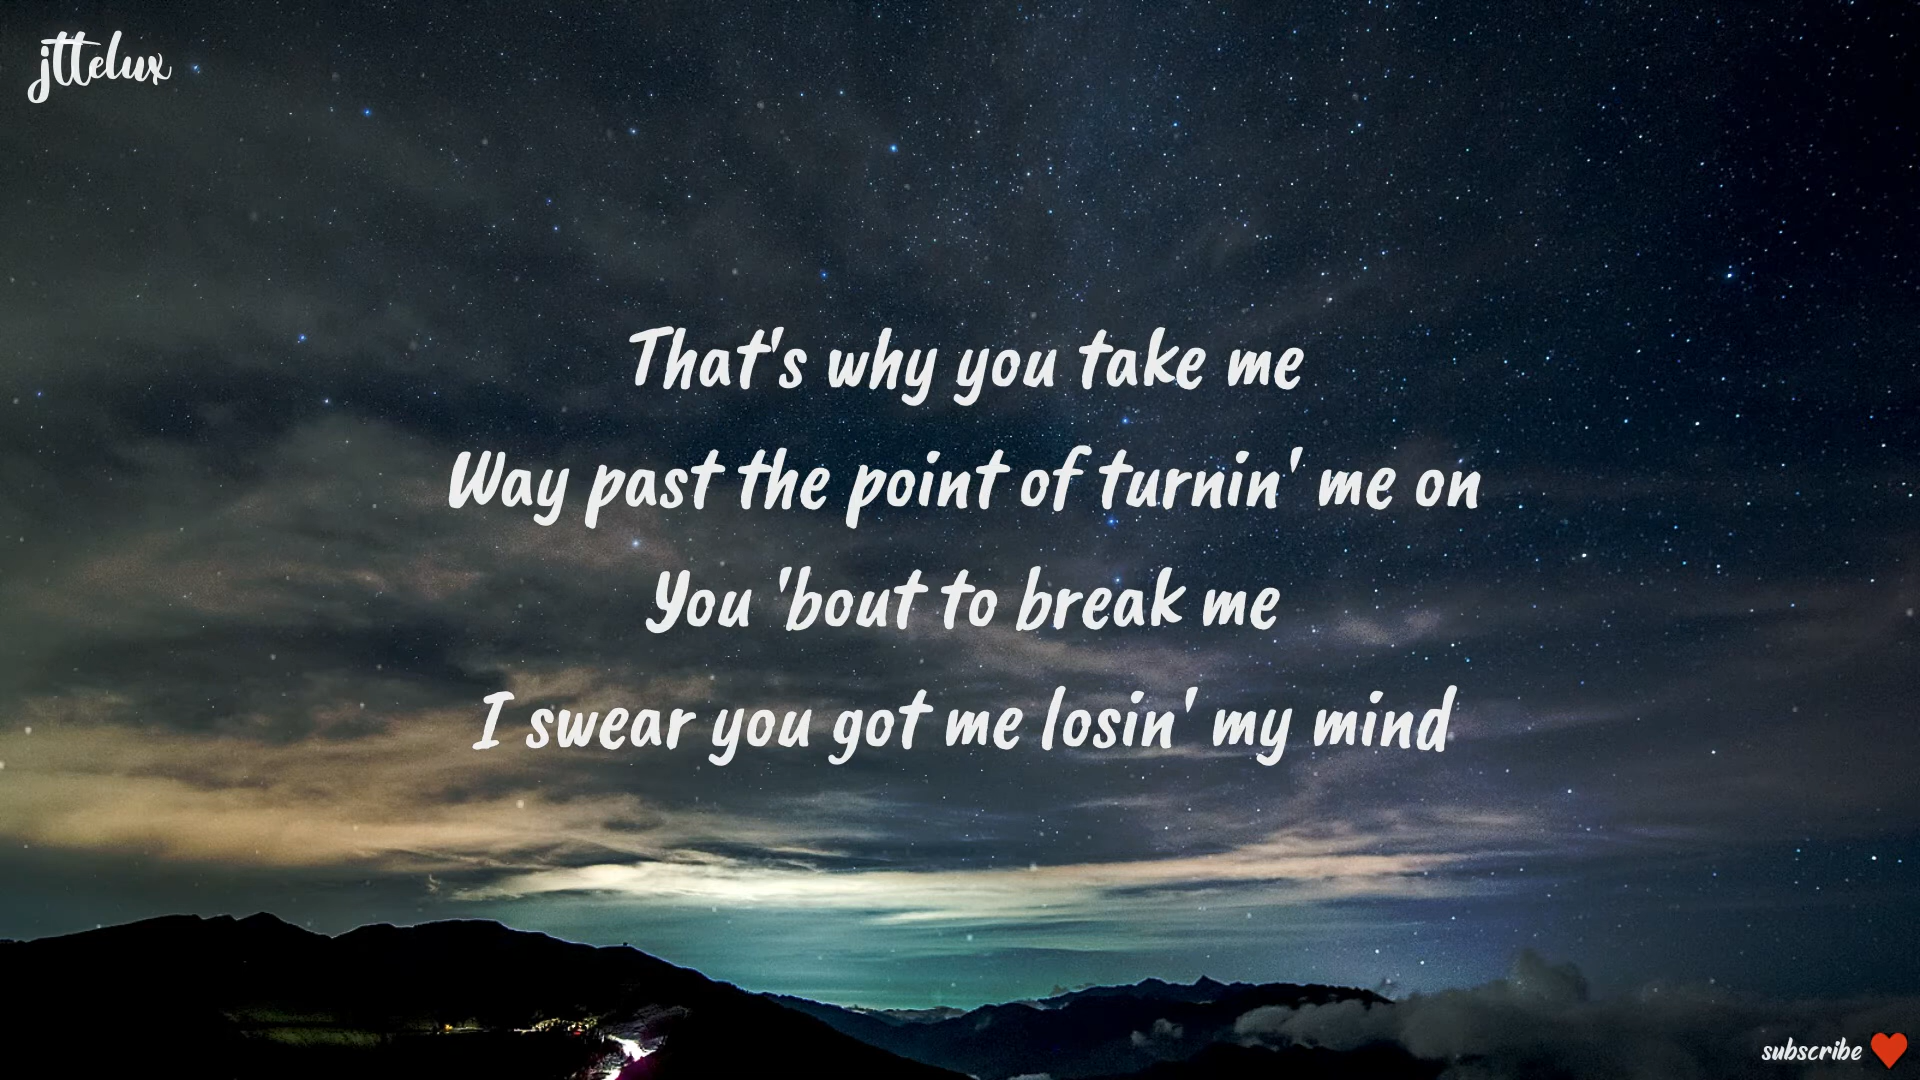 jttelux
That's why you take me
Way past the point of turnin' me on
You 'bout to break me
I swear you got me losin' my mind
subscribe